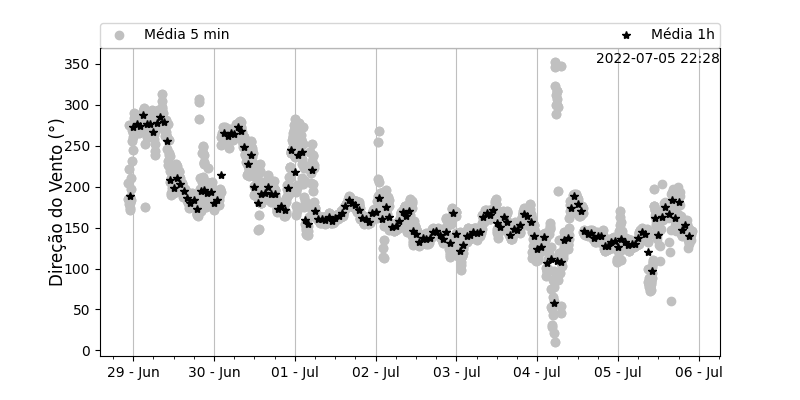 Média 5 min
Média 1h
2022-07-05 22:28
Direção do Vento (°)
350
300
250
200
150
100
50
0
29 - Jun
30 - Jun
01 - Jul
02 - Jul
03 - Jul
04 - Jul
05 - Jul
06 - Jul